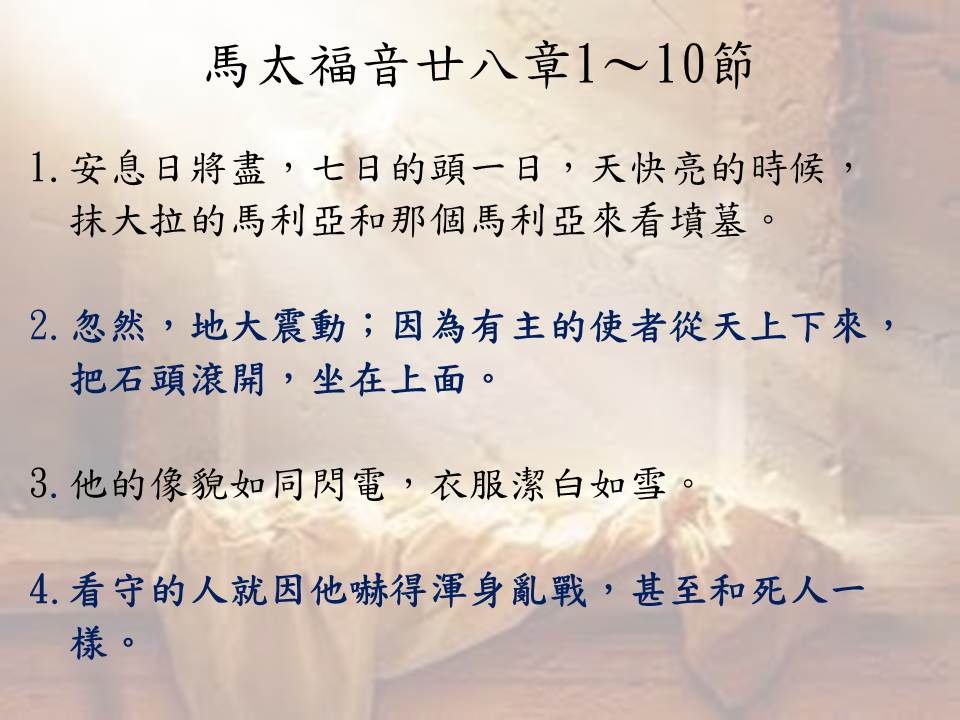 馬太福音廿八章1～10節
1.安息日將盡，七日的頭一日，天快亮的時候，
抹大拉的馬利亞和那個馬利亞來看墳墓。
2.忽然，地大震動；因為有主的使者從天上下來，
把石頭滾開，坐在上面。
3.他的像貌如同閃電，衣服潔白如雪。
4.看守的人就因他嚇得渾身亂戰，甚至和死人一
樣。